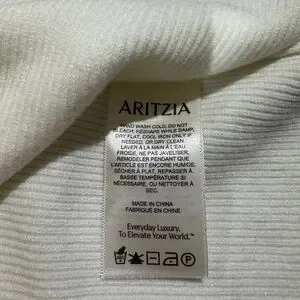 ARITZIA
HAND WASH COLD, DO NOT
BLEACH, RESHAPE WHILE DAMP,
DRY FLAT, COOL IRON ONLY IF
NEEDED, OR DRY CLEAN
LAVER À LA MAIN À L'EAU
FROIDE, NE PAS JAVELISER,
REMODELER PENDANT QUE
L'ARTICLE EST ENCORE HUMIDE,
SÉCHER À PLAT, REPASSER À
BASSE TEMPÉRATURE SI
NÉCESSAIRE, OU NETTOYER À
SEC.
MADE IN CHINA
FABRIQUÉ EN CHINE
Everyday Luxury.
To Elevate Your World.™
P